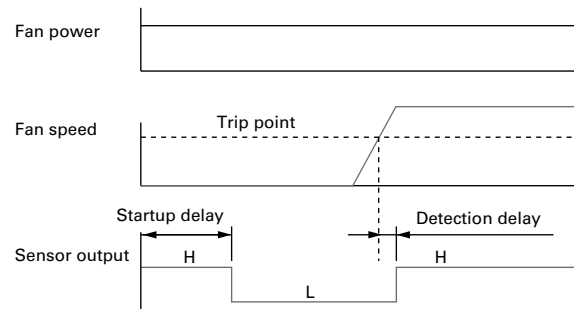 Fan power
Fan speed
Trip point
Startup delay
Detection delay
Sensor output
H
L
H